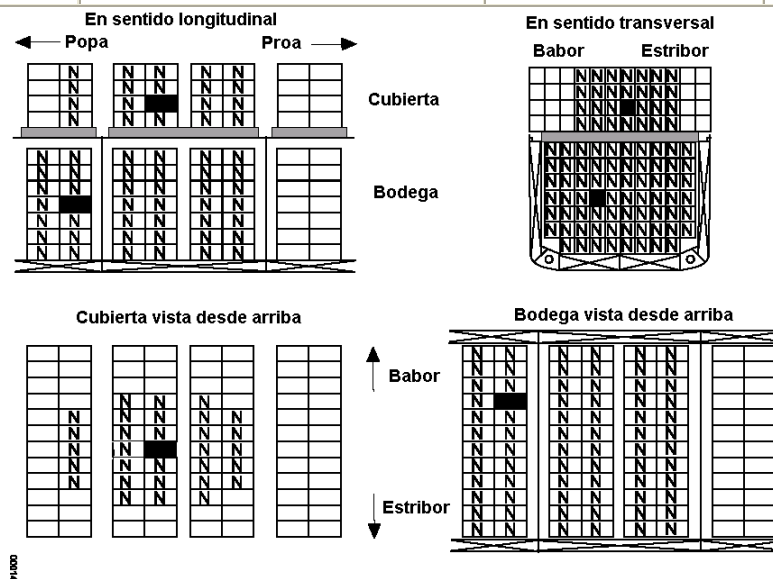 En sentido longitudinal
Popa
Proa
En sentido transversal
Babor
Estribor
Cubierta
N
N N N N N
N N N N N
N N N N
N N N N N
N N N N N N
N N N N N N
N N N N N N
N N N N N
N N N N N N
N N N N N N
N N N N N N
Bodega
N N N N N N N
N N N N N N N
N N N N N N
N N N N N N N
N N N N N N N N N N
N N N N N N N N N N
N N N N N N N N N N
N N N N N N N N N
N N N N N N N N N N
N N N N N N N N N N
N N N N N N N N
Cubierta vista desde arriba
Bodega vista desde arriba
Babor
Estribor